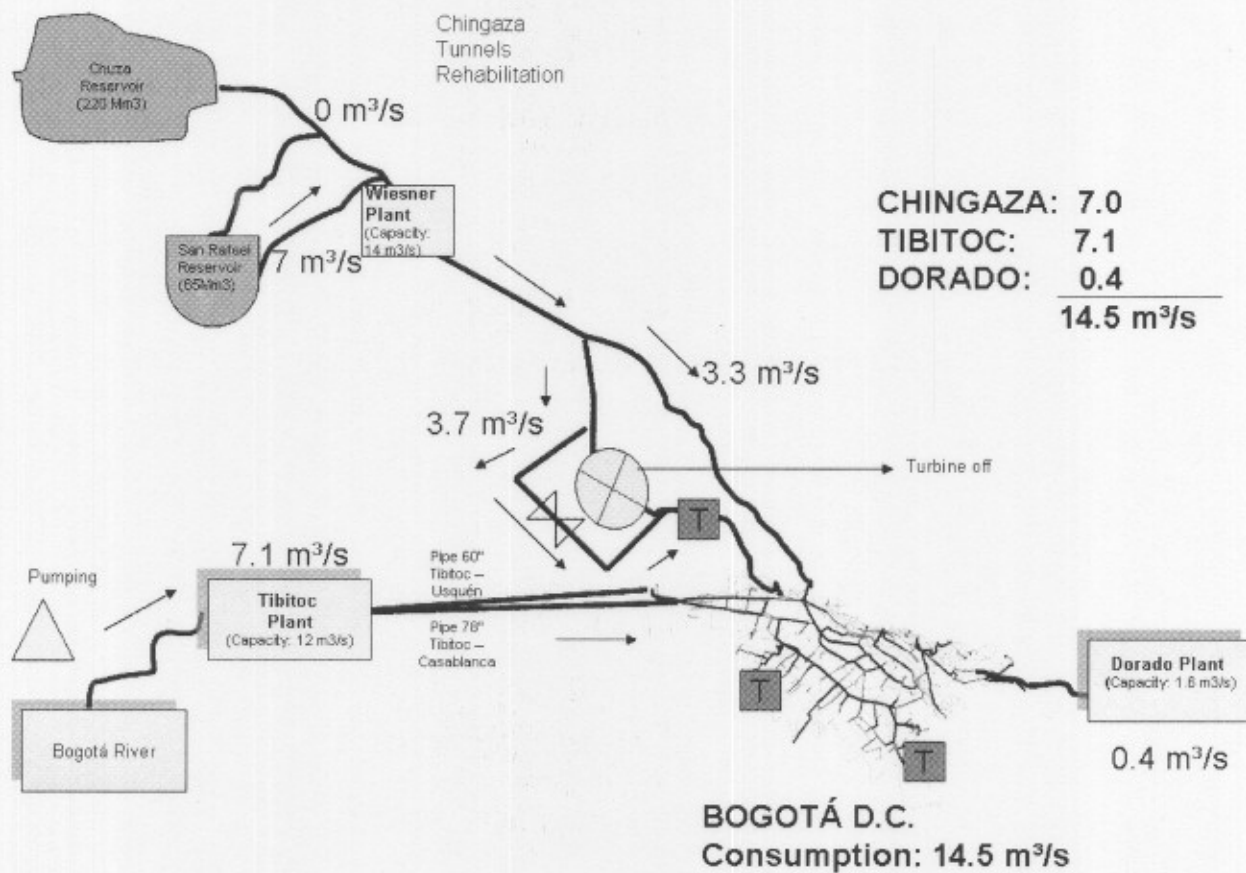 Chingaza
Tunnels
Rehabilitation
Chuza
Reservoir
(220 Mm3)
0 m³/s
Wiesner
Plant
(Capacity:
14 m3/s)
San Rafael
Reservoir
(65Mm3)
7 m³/s
CHINGAZA: 7.0
TIBITOC: 7.1
DORADO: 0.4
14.5 m³/s
3.3 m³/s
3.7 m³/s
Turbine off
T
7.1 m³/s
Pumping
Tibitoc
Plant
(Capacity: 12 m3/s)
Pipe 60"
Tibitoc –
Usquén
Pipe 78"
Tibitoc –
Casablanca
Bogotá River
T
T
Dorado Plant
(Capacity: 1.6 m3/s)
0.4 m³/s
BOGOTÁ D.C.
Consumption: 14.5 m³/s